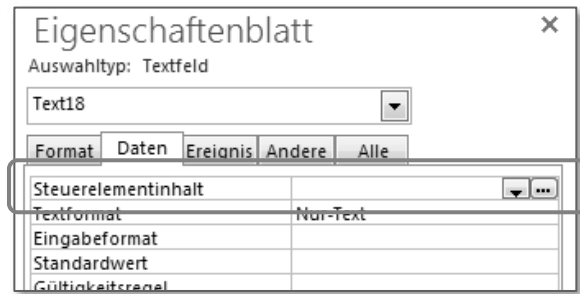 Eigenschaftenblatt
Auswahltyp: Textfeld
Text18
Format Daten Ereignis Andere Alle
Steuerelementinhalt
Textformat Nur-Text
Eingabeformat
Standardwert
Gültigkeitsregel